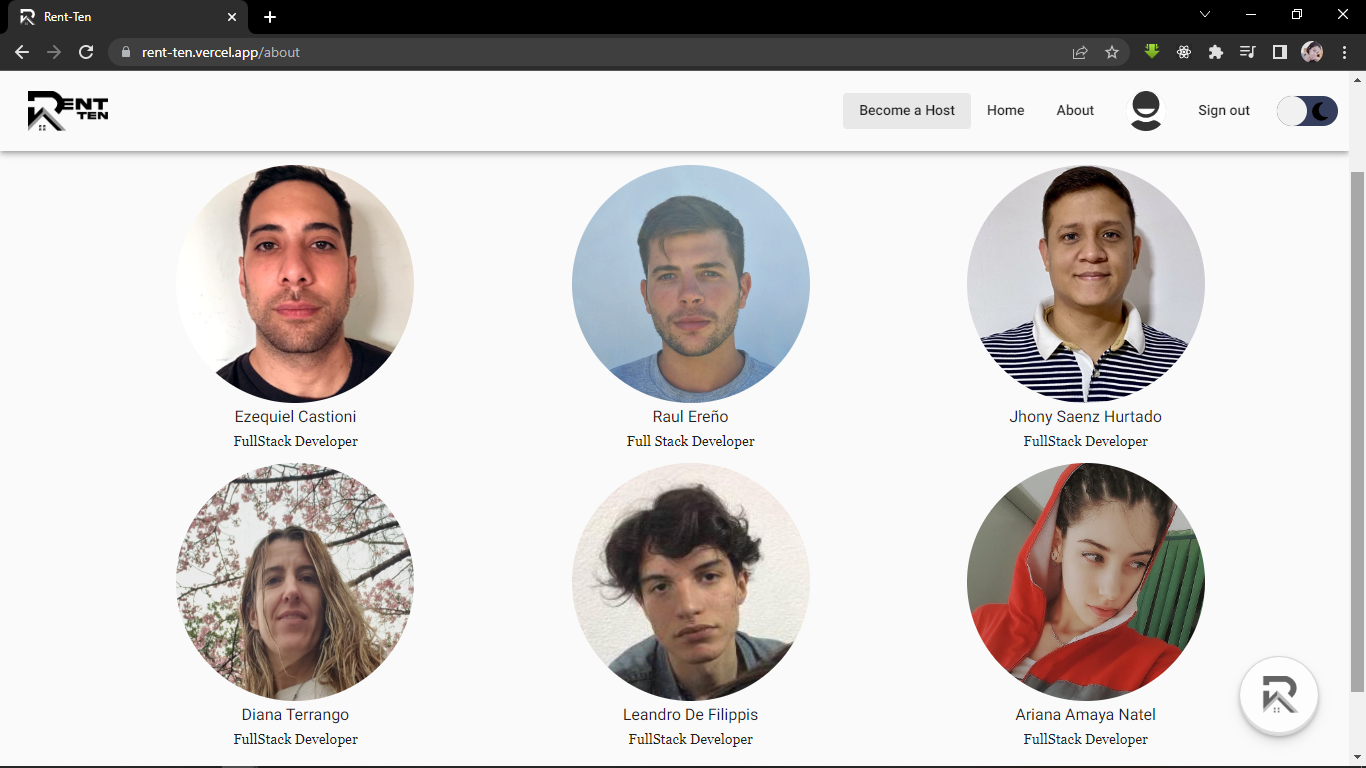 Rent-Ten
rent-ten.vercel.app/about
RENT
TEN
Become a Host
Home
About
Sign out
Ezequiel Castioni
Raul Ereño
Jhony Saenz Hurtado
FullStack Developer
Full Stack Developer
FullStack Developer
Diana Terrango
Leandro De Filippis
Ariana Amaya Natel
FullStack Developer
FullStack Developer
FullStack Developer